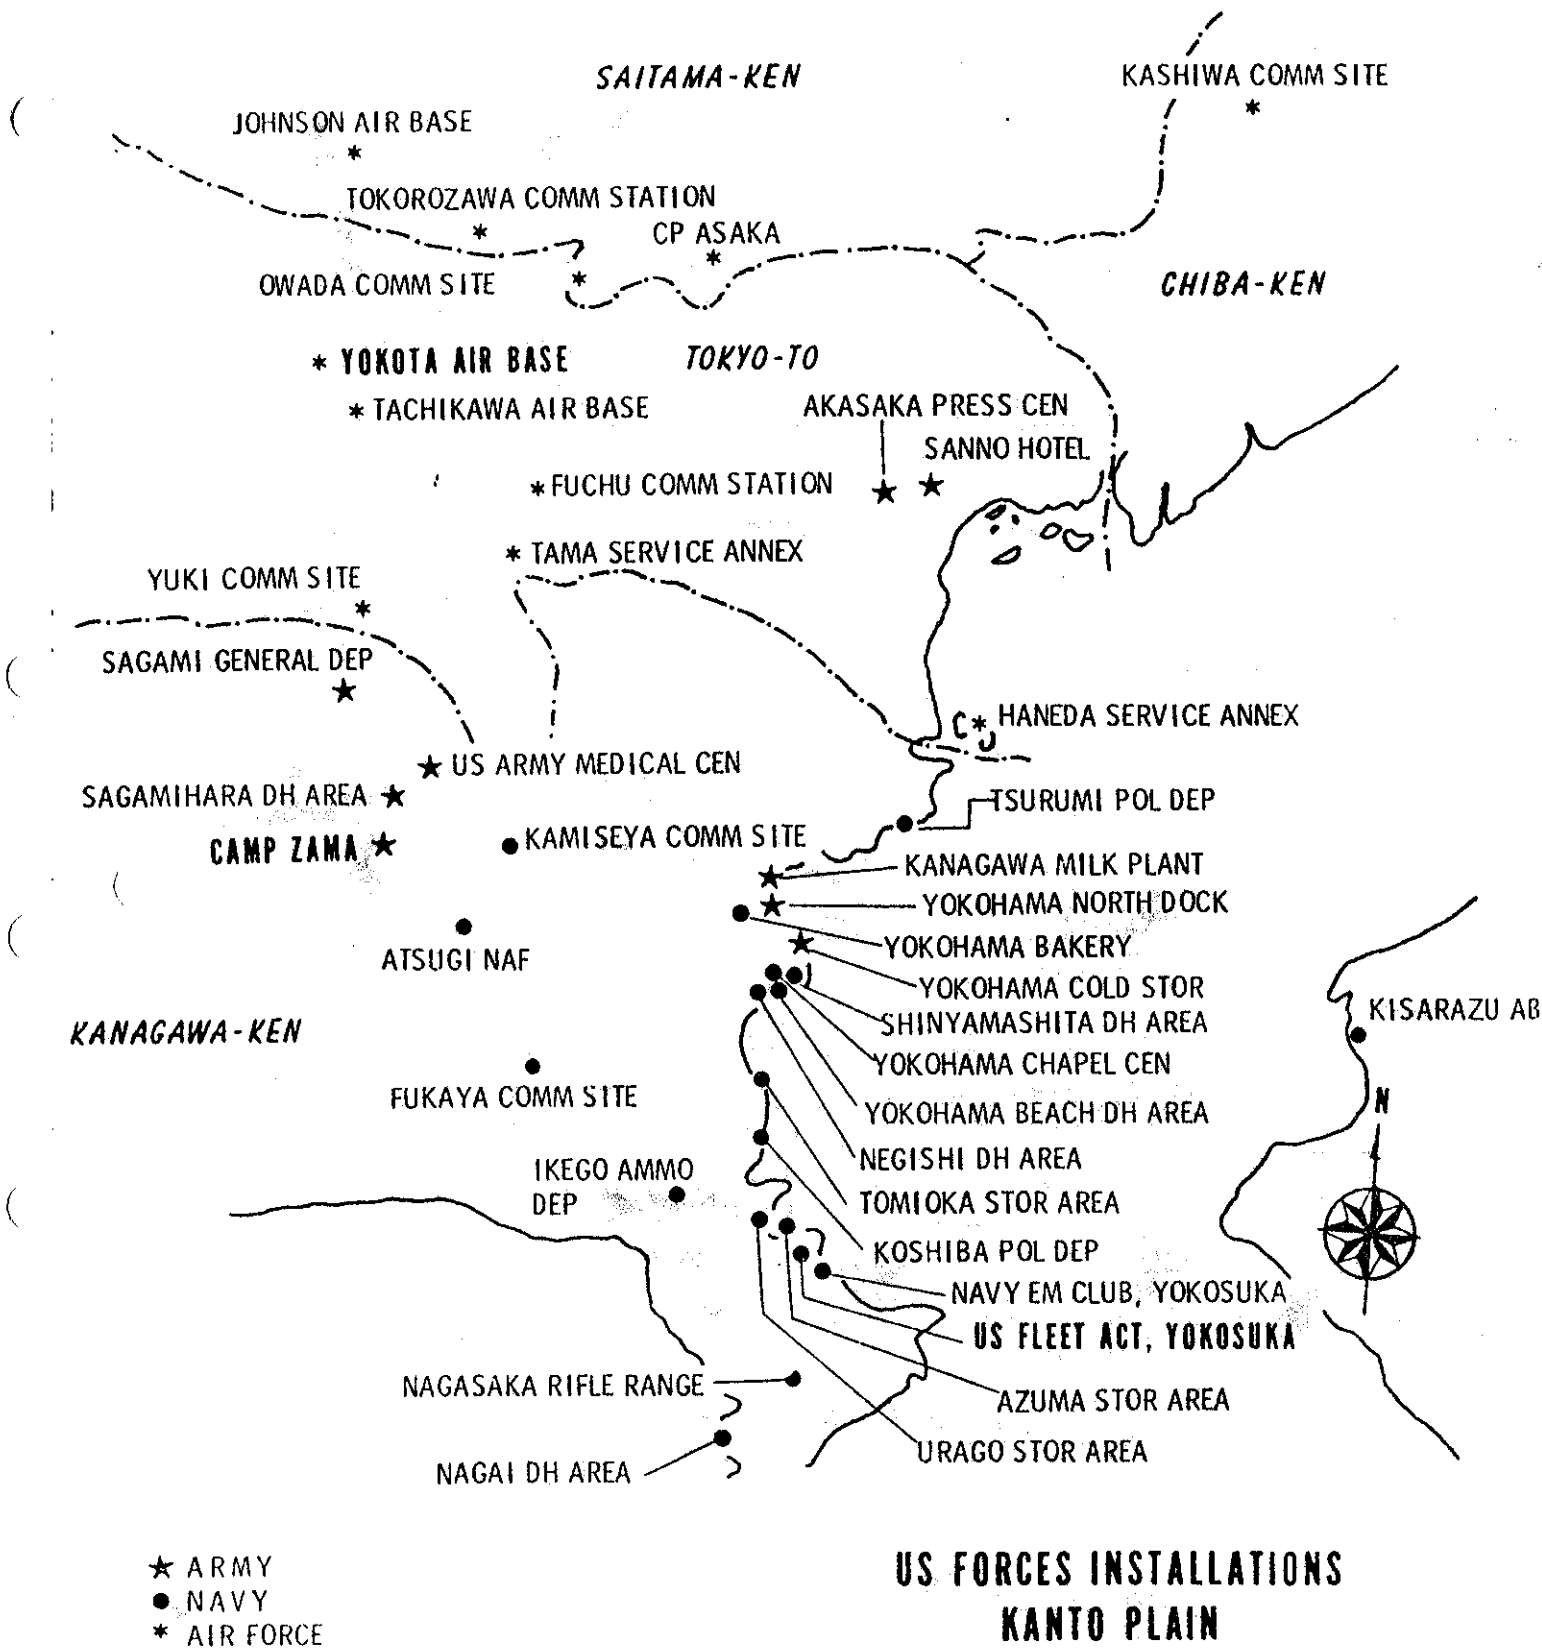 SAITAMA-KEN
KASHIWA COMM SITE
JOHNSON AIR BASE
TOKOROZAWA COMM STATION
CP ASAKA
OWADA COMM SITE
CHIBA-KEN
YOKOTA AIR BASE
TOKYO-TO
TACHIKAWA AIR BASE
AKASAKA PRESS CEN
SANNO HOTEL
FUCHU COMM STATION
TAMA SERVICE ANNEX
YUKI COMM SITE
SAGAMI GENERAL DEP
HANEDA SERVICE ANNEX
US ARMY MEDICAL CEN
SAGAMIHARA DH AREA
TSURUMI POL DEP
CAMP ZAMA
KAMISEYA COMM SITE
KANAGAWA MILK PLANT
YOKOHAMA NORTH DOCK
YOKOHAMA BAKERY
ATSUGI NAF
YOKOHAMA COLD STOR
KISARAZU AB
SHINYAMASHITA DH AREA
KANAGAWA-KEN
YOKOHAMA CHAPEL CEN
FUKAYA COMM SITE
YOKOHAMA BEACH DH AREA
N
NEGISHI DH AREA
IKEGO AMMO
DEP
TOMIOKA STOR AREA
KOSHIBA POL DEP
NAVY EM CLUB, YOKOSUKA
US FLEET ACT, YOKOSUKA
NAGASAKA RIFLE RANGE
AZUMA STOR AREA
URAGO STOR AREA
NAGAI DH AREA
ARMY
NAVY
AIR FORCE
US FORCES INSTALLATIONS
KANTO PLAIN